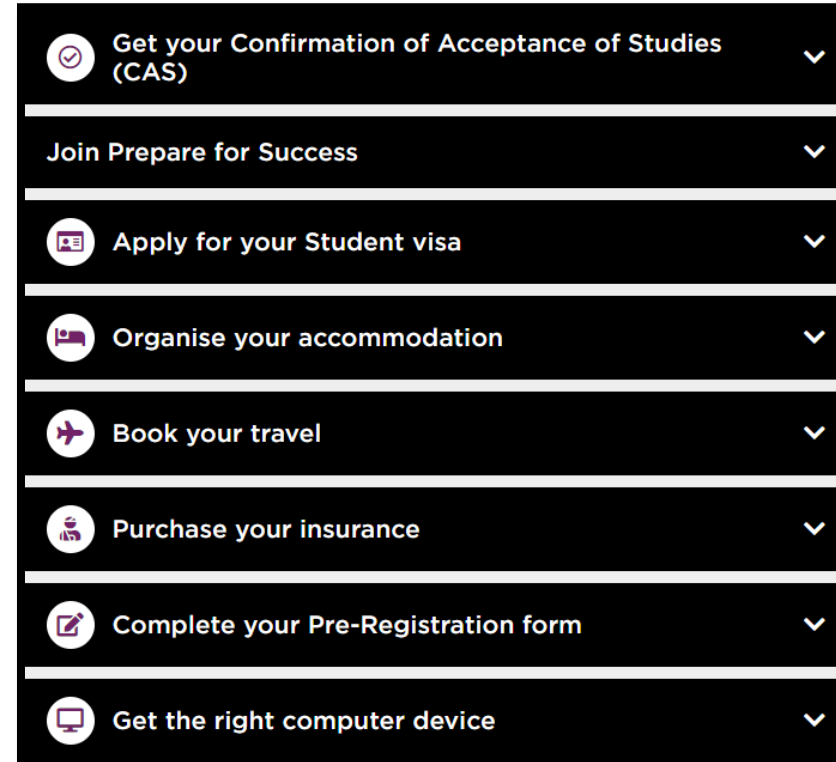 Get your Confirmation of Acceptance of Studies
(CAS)
Join Prepare for Success
Apply for your Student visa
Organise your accommodation
Book your travel
Purchase your insurance
Complete your Pre-Registration form
Get the right computer device